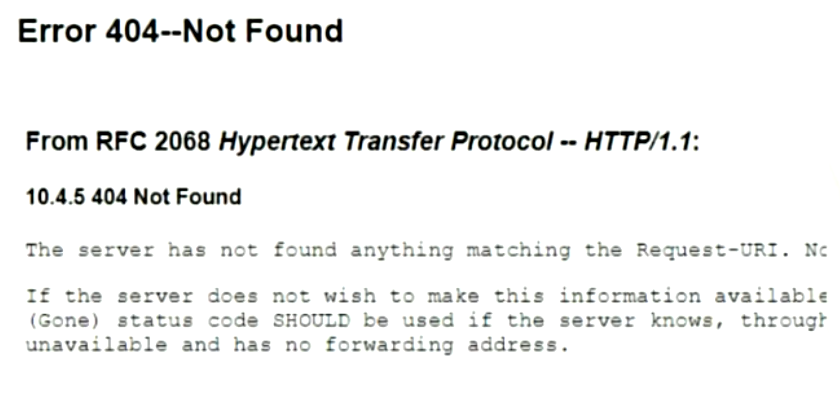 Error 404--Not Found
From RFC 2068 Hypertext Transfer Protocol -- HTTP/1.1:
10.4.5 404 Not Found
The server has not found anything matching the Request-URI. No
If the server does not wish to make this information available
(Gone) status code SHOULD be used if the server knows, through
unavailable and has no forwarding address.